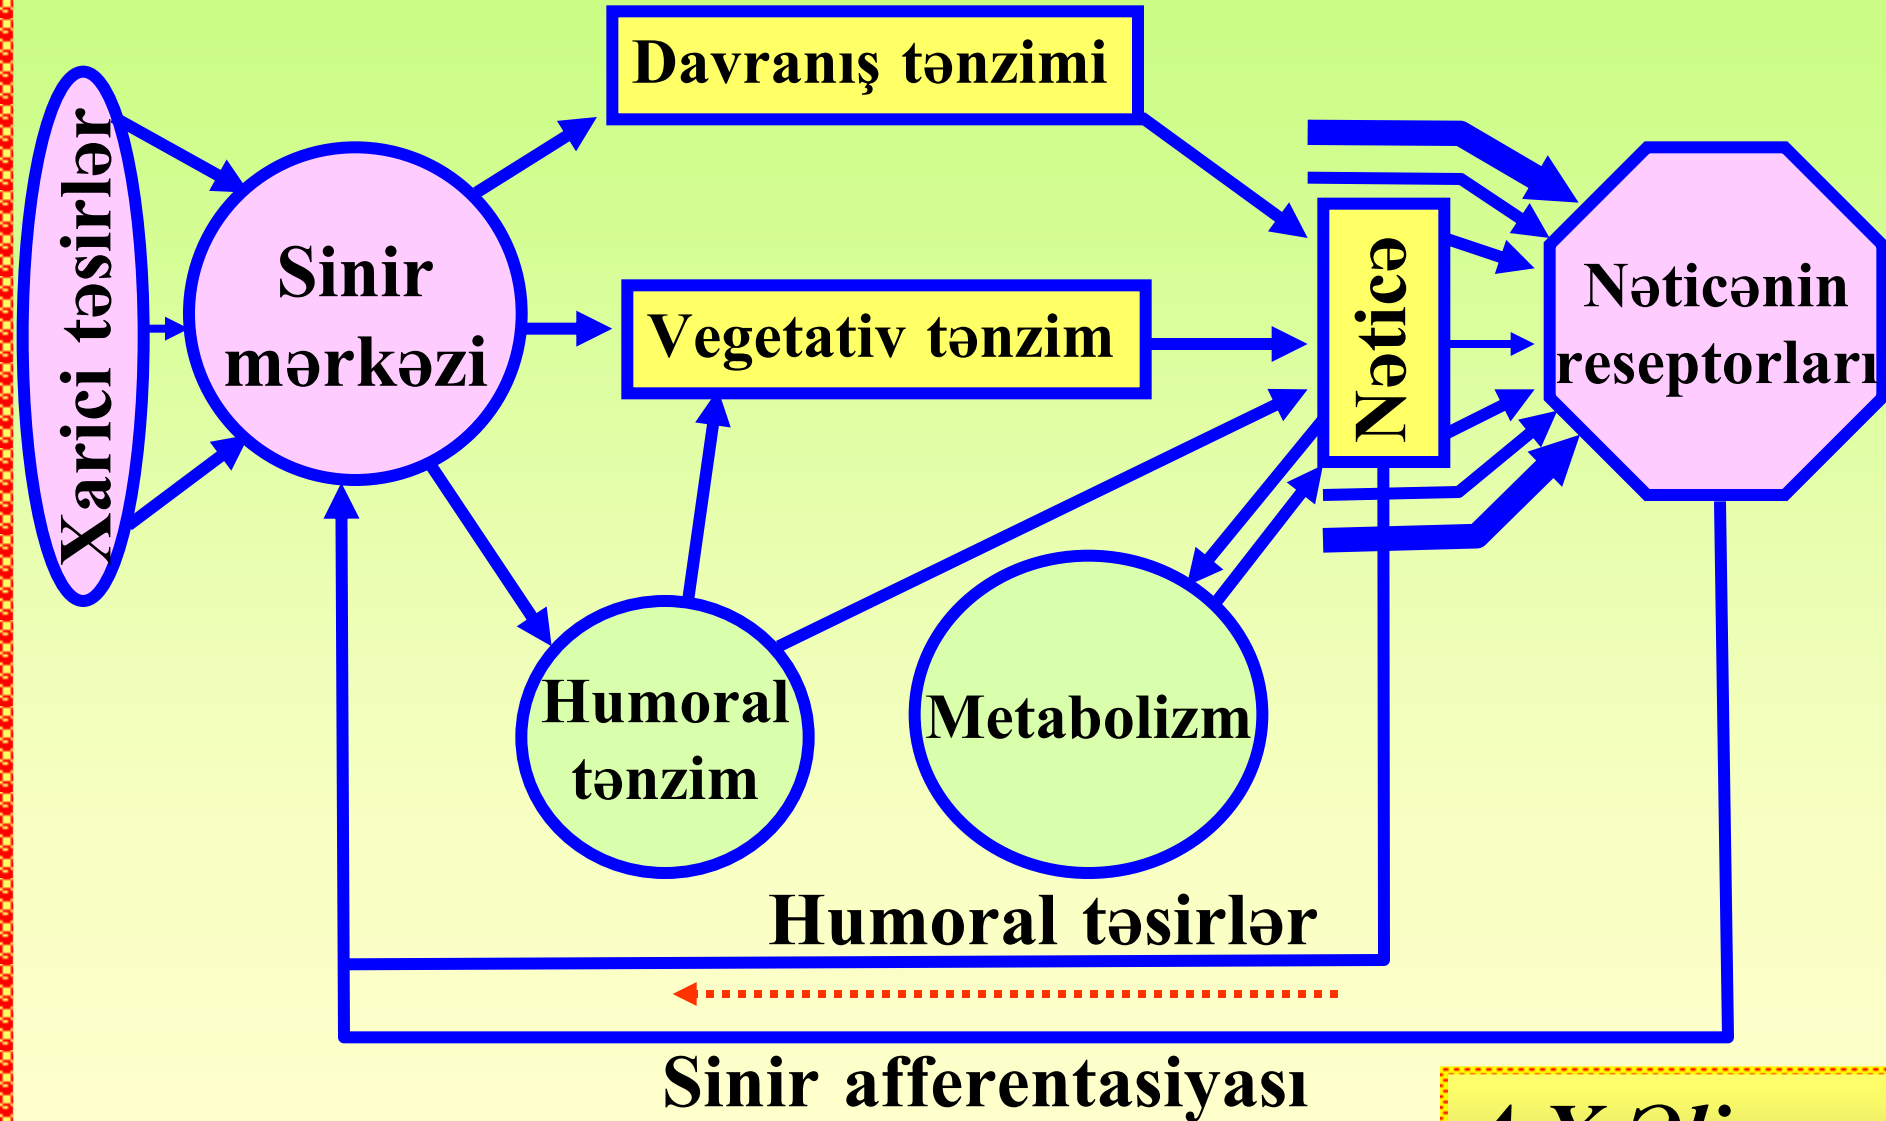 Davranış tənzimi
Xarici təsirlər
Sinir
mərkəzi
Vegetativ tənzim
Nəticə
Nəticənin
reseptorları
Humoral
tənzim
Metabolizm
Humoral təsirlər
Sinir afferentasiyası